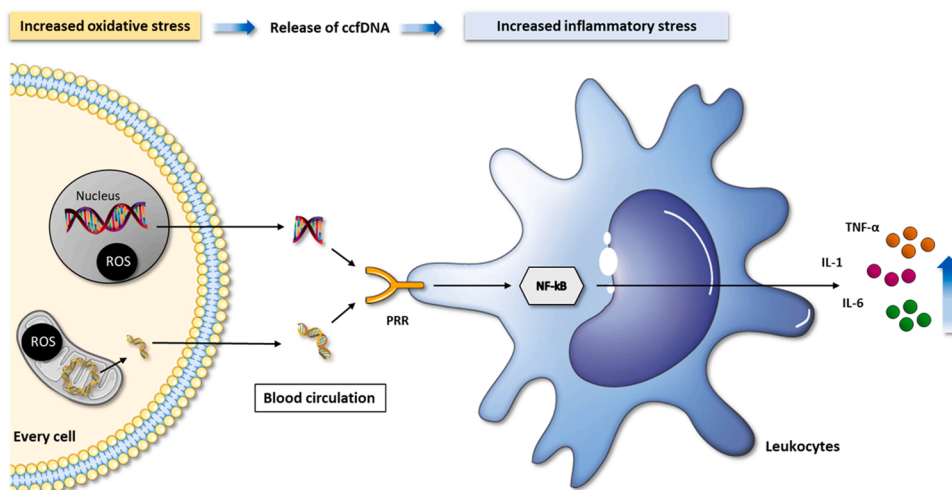 Increased oxidative stress
Release of ccfDNA
Increased inflammatory stress
Nucleus
ROS
TNF-α
IL-1
NF-kB
IL-6
PRR
ROS
Blood circulation
Every cell
Leukocytes